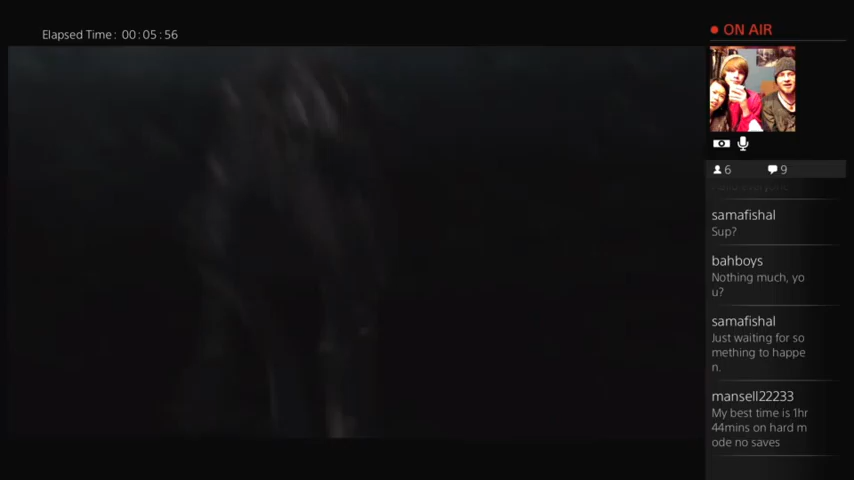 Elapsed Time: 00:05:56
ON AIR
6 9
samafishal
Sup?
bahboys
Nothing much, yo
u?
samafishal
Just waiting for so
mething to happe
n.
mansell22233
My best time is 1hr
44mins on hard m
ode no saves